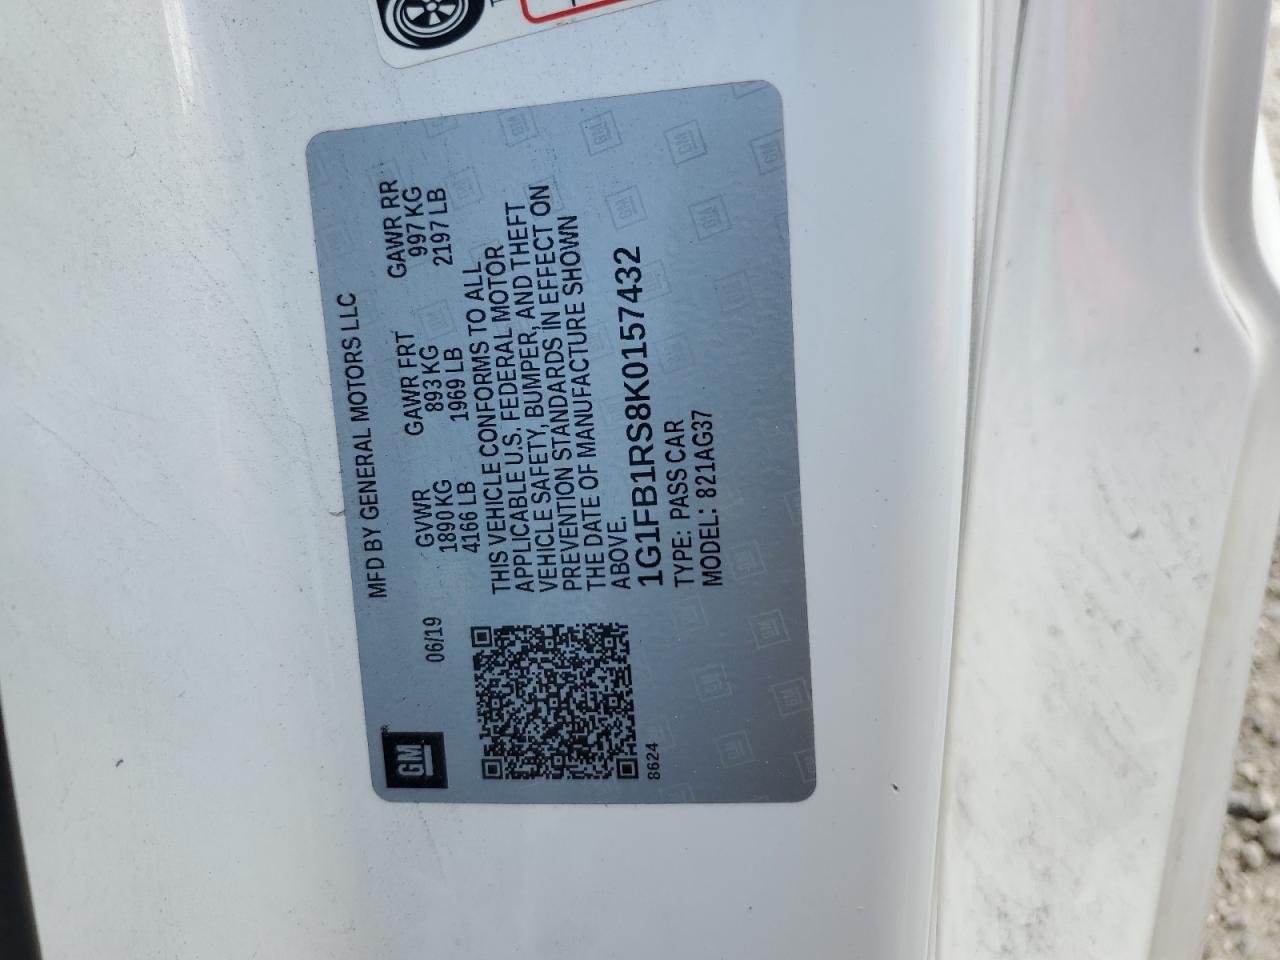 GM®
06/19
MFD BY GENERAL MOTORS LLC
GVWR GAWR FRT GAWR RR
1890 KG 893 KG 997 KG
4166 LB 1969 LB 2197 LB
THIS VEHICLE CONFORMS TO ALL
APPLICABLE U.S. FEDERAL MOTOR
VEHICLE SAFETY, BUMPER, AND THEFT
PREVENTION STANDARDS IN EFFECT ON
THE DATE OF MANUFACTURE SHOWN
ABOVE.
1G1FB1RS8K0157432
TYPE: PASS CAR
MODEL: 821AG37
8624